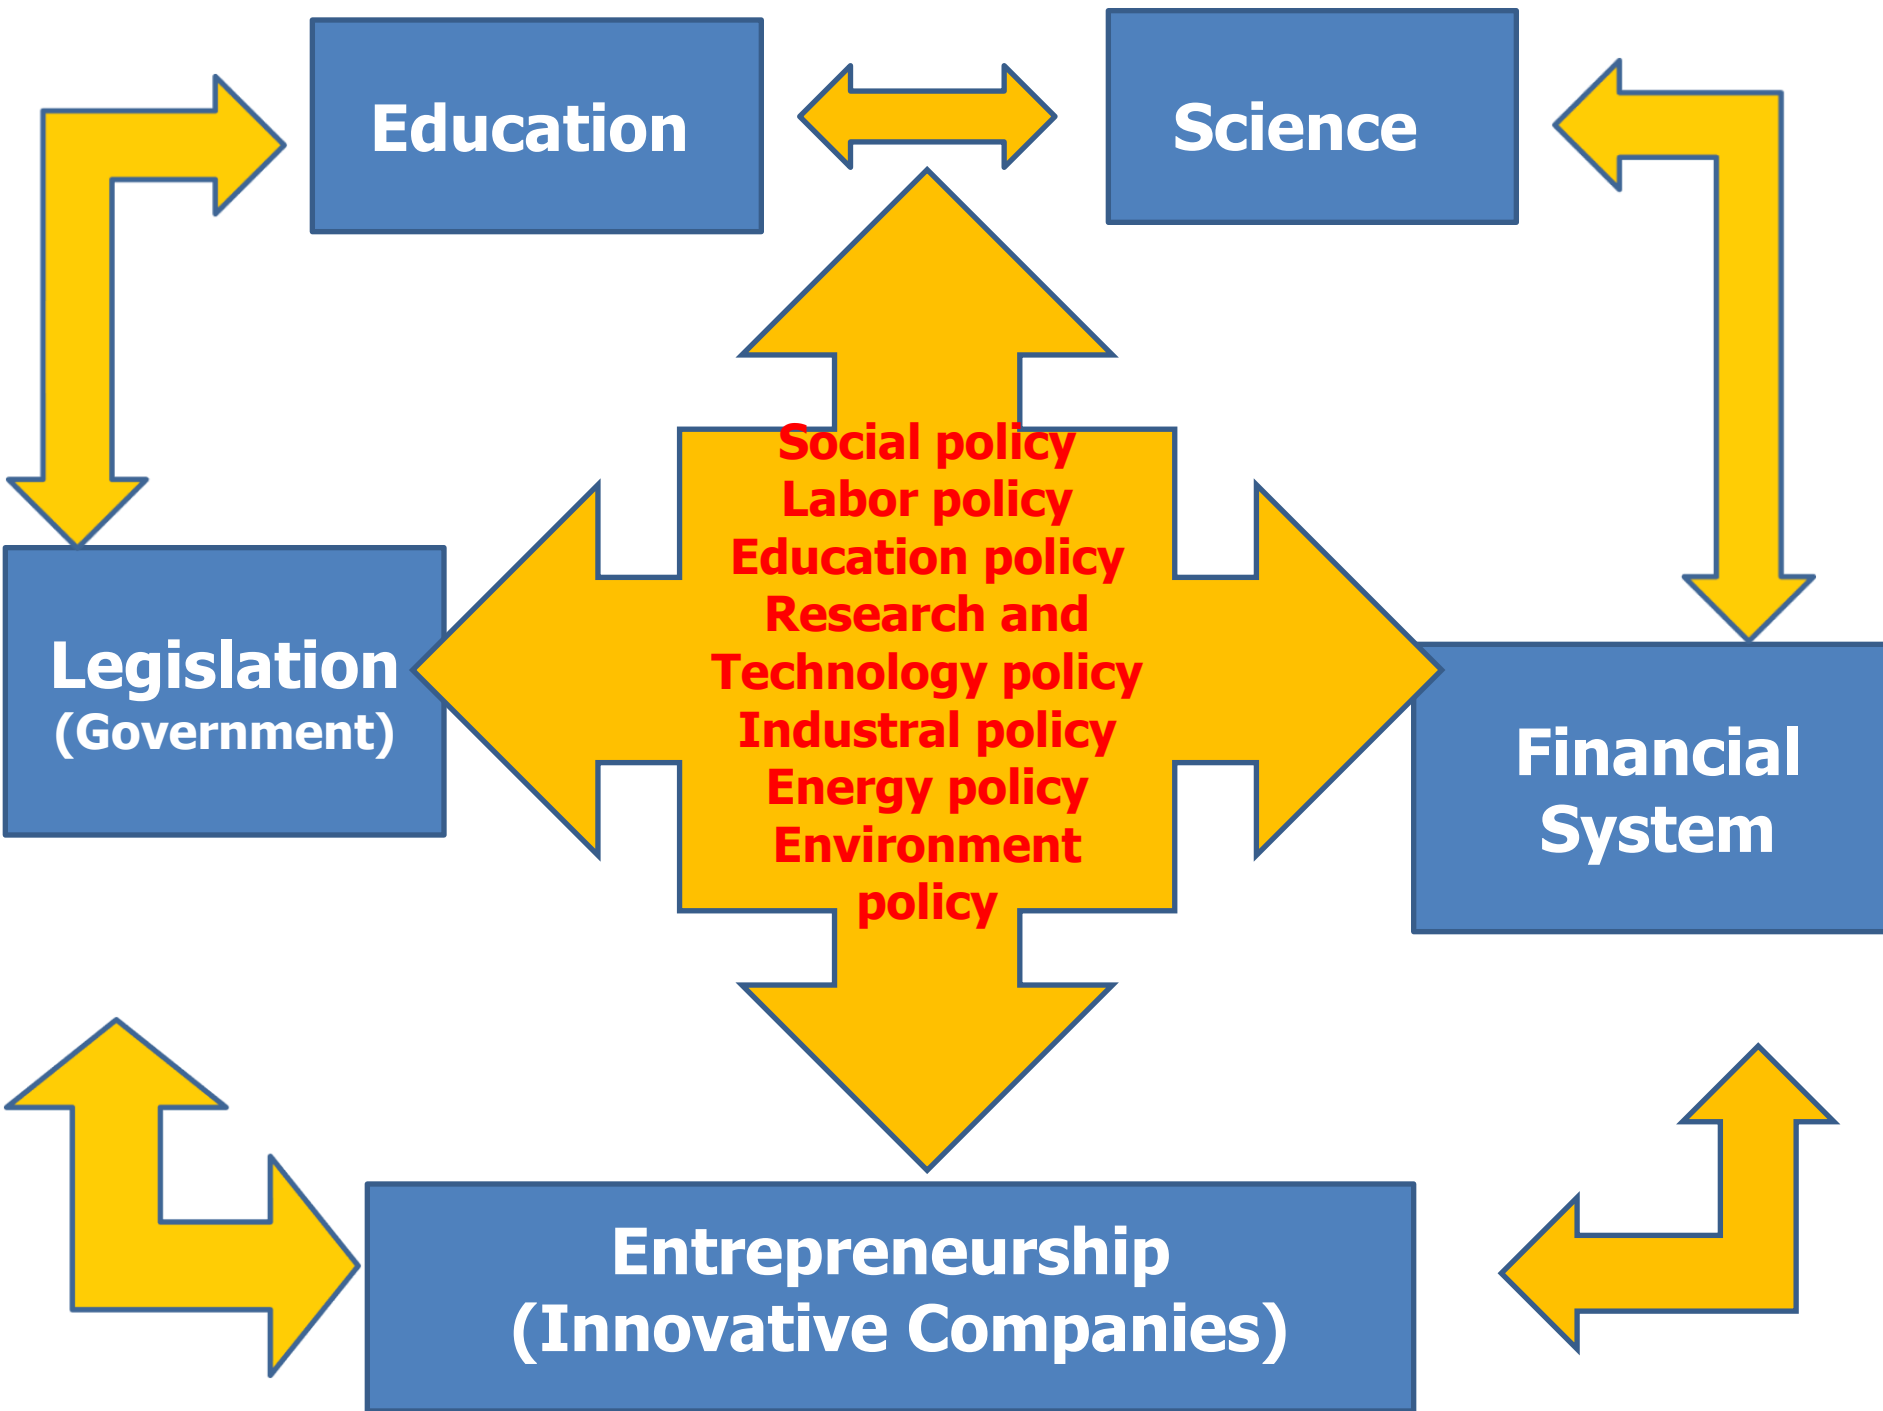 Education
Science
Social policy
Labor policy
Education policy
Research and
Technology policy
Industral policy
Energy policy
Environment
policy
Legislation
(Government)
Financial
System
Entrepreneurship
(Innovative Companies)